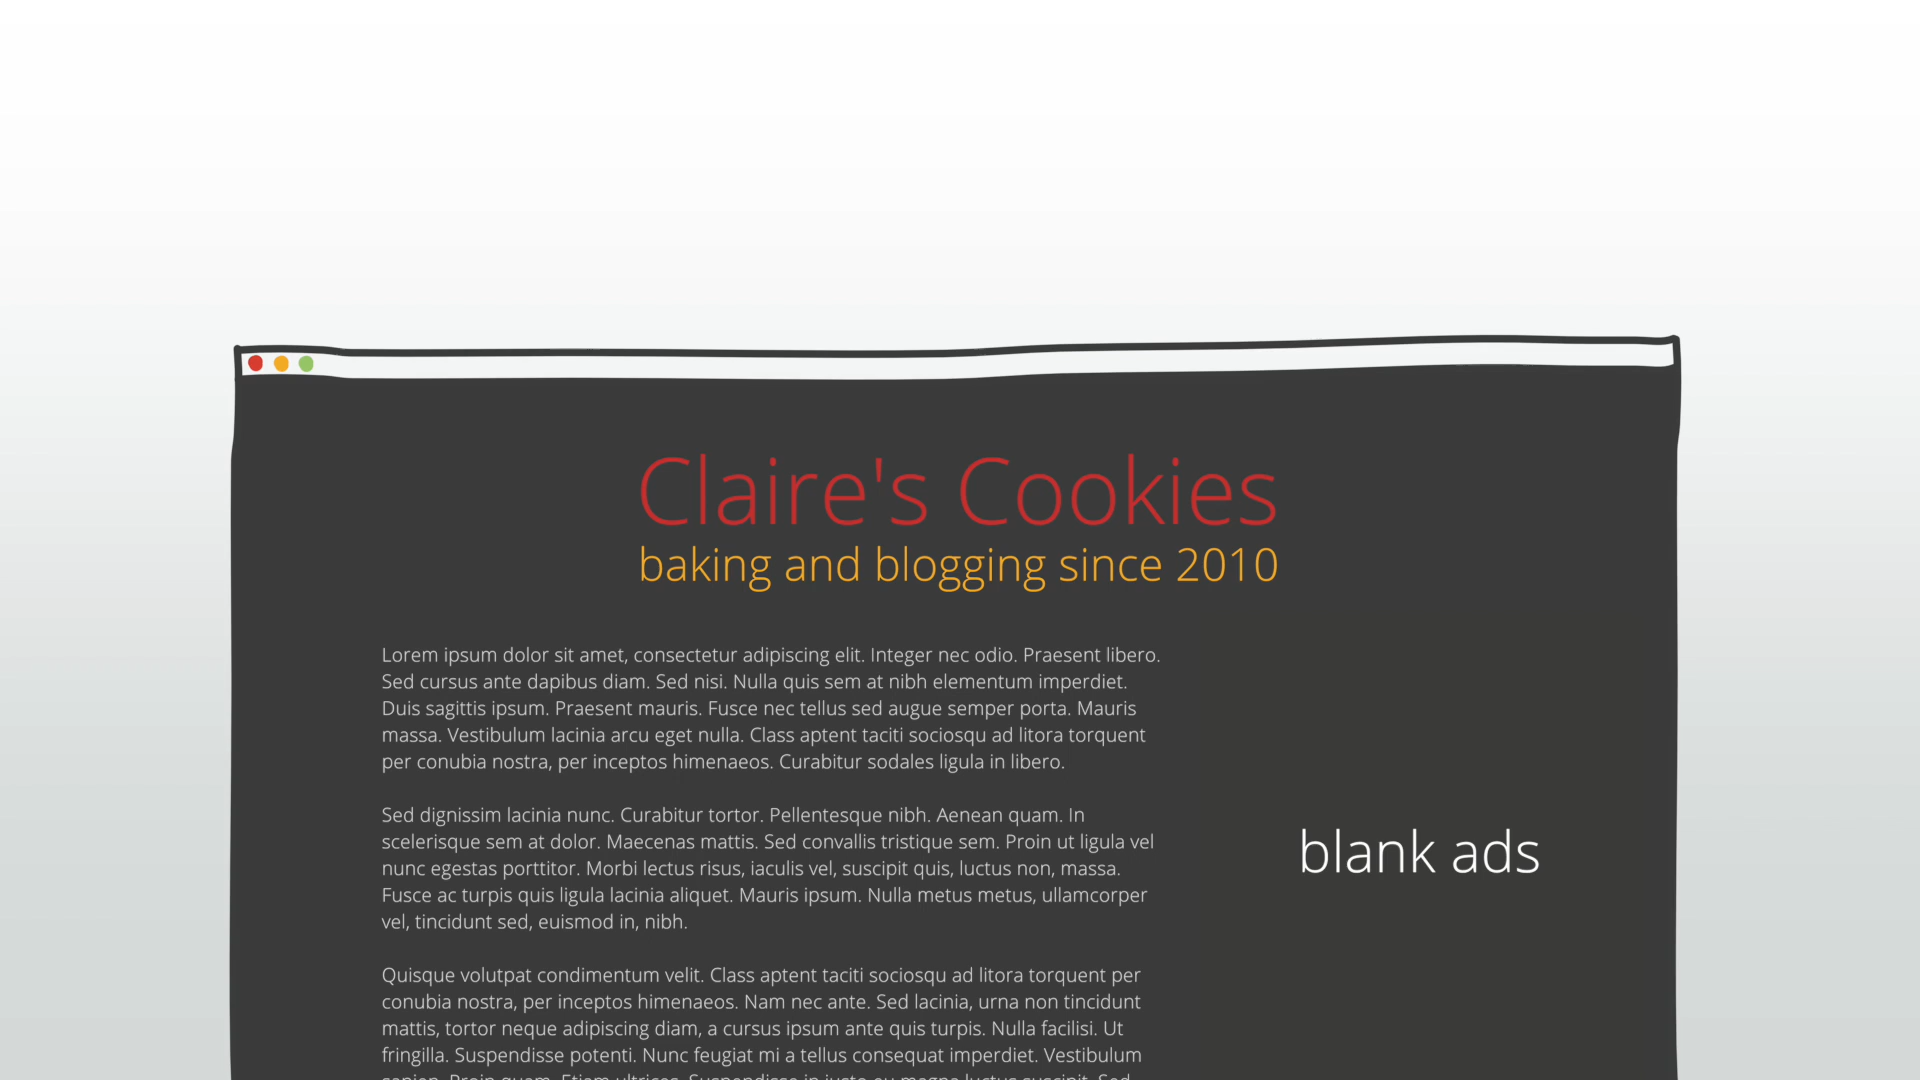 Claire's Cookies
baking and blogging since 2010
Lorem ipsum dolor sit amet, consectetur adipiscing elit. Integer nec odio. Praesent libero.
Sed cursus ante dapibus diam. Sed nisi. Nulla quis sem at nibh elementum imperdiet.
Duis sagittis ipsum. Praesent mauris. Fusce nec tellus sed augue semper porta. Mauris
massa. Vestibulum lacinia arcu eget nulla. Class aptent taciti sociosqu ad litora torquent
per conubia nostra, per inceptos himenaeos. Curabitur sodales ligula in libero.
Sed dignissim lacinia nunc. Curabitur tortor. Pellentesque nibh. Aenean quam. In
scelerisque sem at dolor. Maecenas mattis. Sed convallis tristique sem. Proin ut ligula vel
nunc egestas porttitor. Morbi lectus risus, iaculis vel, suscipit quis, luctus non, massa.
Fusce ac turpis quis ligula lacinia aliquet. Mauris ipsum. Nulla metus metus, ullamcorper
vel, tincidunt sed, euismod in, nibh.
Quisque volutpat condimentum velit. Class aptent taciti sociosqu ad litora torquent per
conubia nostra, per inceptos himenaeos. Nam nec ante. Sed lacinia, urna non tincidunt
mattis, tortor neque adipiscing diam, a cursus ipsum ante quis turpis. Nulla facilisi. Ut
fringilla. Suspendisse potenti. Nunc feugiat mi a tellus consequat imperdiet. Vestibulum
blank ads